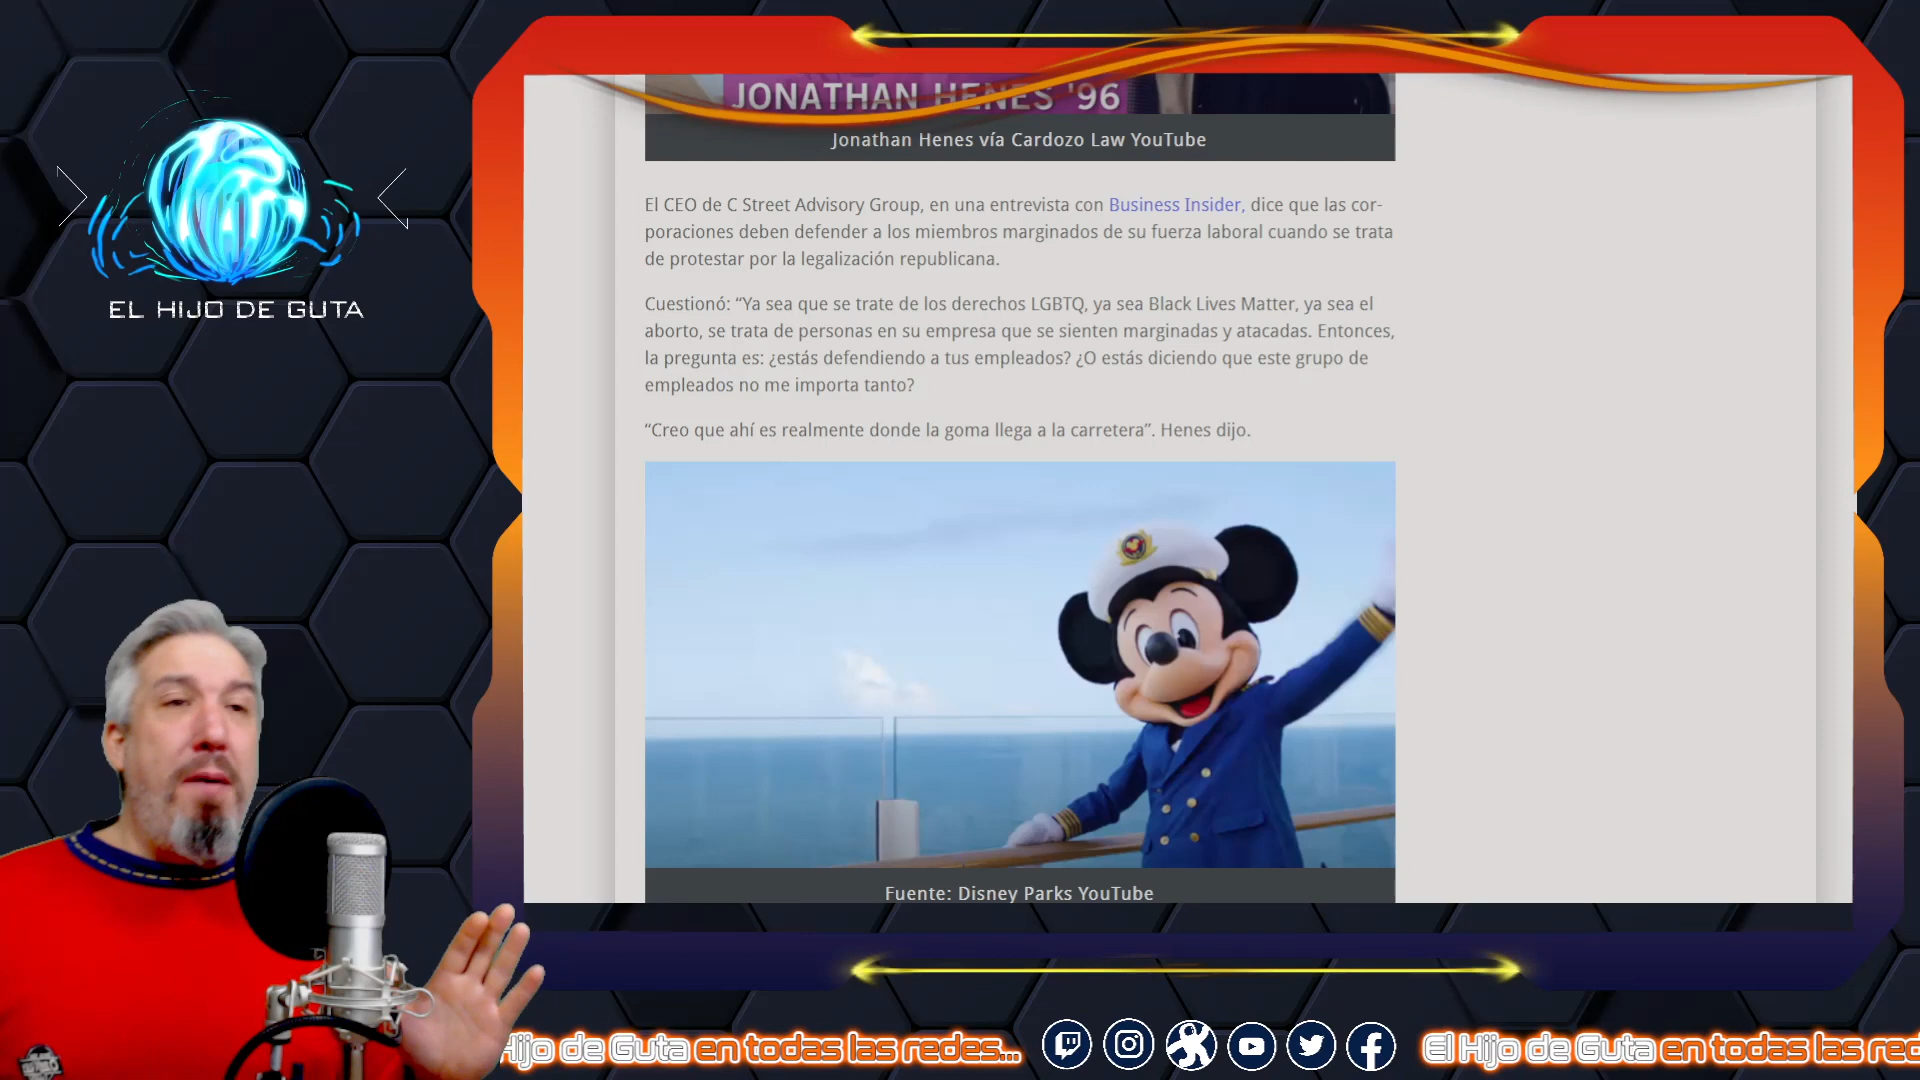 JONATHAN HENES '96
Jonathan Henes vía Cardozo Law YouTube
El CEO de C Street Advisory Group, en una entrevista con Business Insider, dice que las cor-
poraciones deben defender a los miembros marginados de su fuerza laboral cuando se trata
de protestar por la legalización republicana.
Cuestionó: “Ya sea que se trate de los derechos LGBTQ, ya sea Black Lives Matter, ya sea el
aborto, se trata de personas en su empresa que se sienten marginadas y atacadas. Entonces,
la pregunta es: ¿estás defendiendo a tus empleados? ¿O estás diciendo que este grupo de
empleados no me importa tanto?
“Creo que ahí es realmente donde la goma llega a la carretera”. Henes dijo.
Fuente: Disney Parks YouTube
EL HIJO DE GUTA
Hijo de Guta en todas las redes...
El Hijo de Guta en todas las red